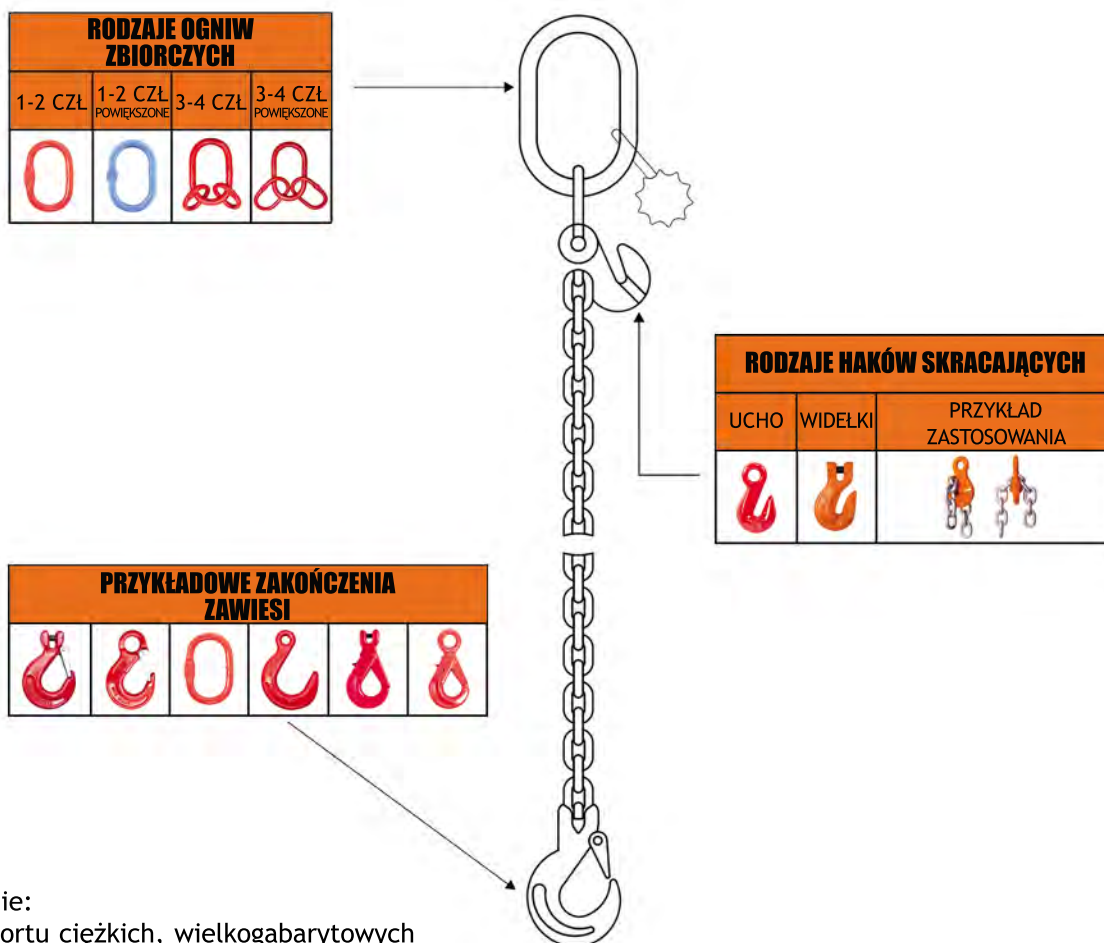 RODZAJE OGNIW
ZBIORCZYCH
1-2 CZŁ
1-2 CZŁ
POWIĘKSZONE
3-4 CZŁ
3-4 CZŁ
POWIĘKSZONE
RODZAJE HAKÓW SKRACAJĄCYCH
UCHO
WIDEŁKI
PRZYKŁAD
ZASTOSOWANIA
PRZYKŁADOWE ZAKOŃCZENIA
ZAWIESI
ie:
ortu ciężkich, wielkogabarytowych